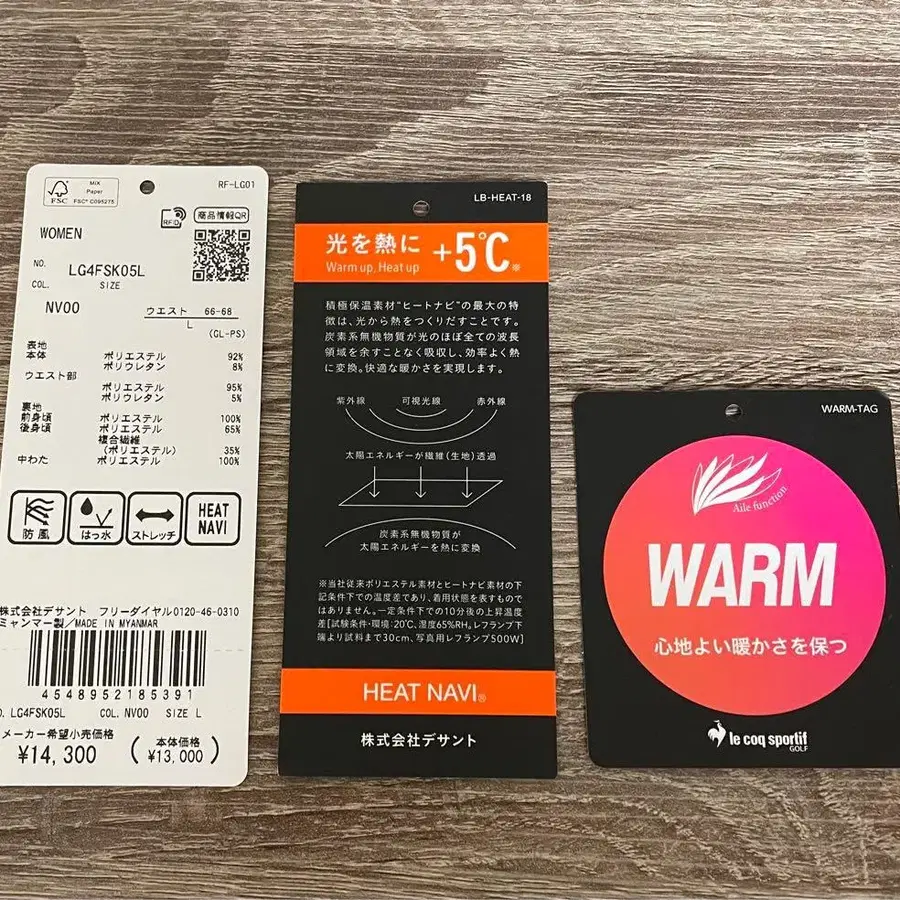 MIX
Paper
FSC
FSC® C095275
RF-LG01
RFID
商品情報QR
WOMEN
NO. LG4FSK05L
COL. SIZE
NV00 ウエスト 66-68
L
(GL-PS)
表地
本体 ポリエステル 92%
ポリウレタン 8%
ウエスト部
ポリエステル 95%
ポリウレタン 5%
裏地
前身頃 ポリエステル 100%
後身頃 ポリエステル 65%
複合繊維
(ポリエステル) 35%
中わた ポリエステル 100%
防風 はっ水 ストレッチ HEAT NAVI
株式会社デサント フリーダイヤル0120-46-0310
ミャンマー製/MADE IN MYANMAR
4548952185391
O. LG4FSK05L COL. NV00 SIZE L
メーカー希望小売価格
¥14,300 (本体価格 ¥13,000)
LB-HEAT-18
光を熱に +5℃※
Warm up, Heat up
積極保温素材“ヒートナビ”の最大の特
徴は、光から熱をつくりだすことです。
炭素系無機物質が光のほぼ全ての波長
領域を余すことなく吸収し、効率よく熱
に変換。快適な暖かさを実現します。
紫外線 可視光線 赤外線
太陽エネルギーが繊維(生地)透過
炭素系無機物質が
太陽エネルギーを熱に変換
※当社従来ポリエステル素材とヒートナビ素材の下
記条件下での温度差であり、着用状態を表すもので
はありません。一定条件下での10分後の上昇温度
差[試験条件・環境:20℃、湿度65%RH。レフランプ下
端より試料まで30cm、写真用レフランプ500W]
HEAT NAVI®
株式会社デサント
WARM-TAG
Aile function
WARM
心地よい暖かさを保つ
le coq sportif
GOLF